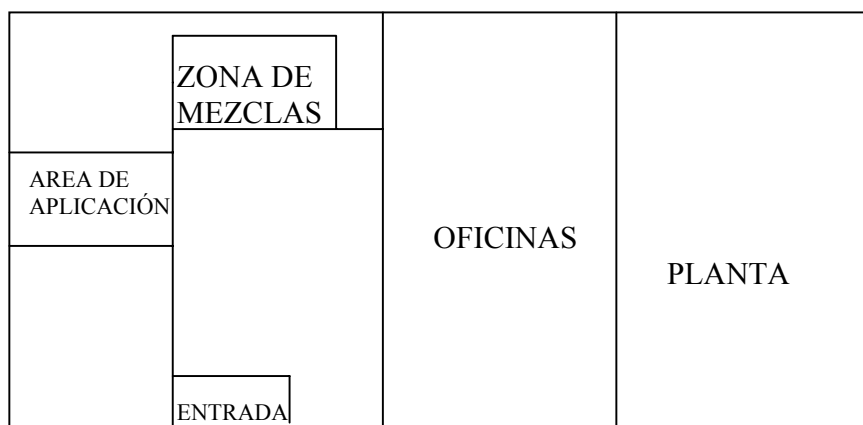 ZONA DE
MEZCLAS
AREA DE
APLICACIÓN
OFICINAS
PLANTA
ENTRADA